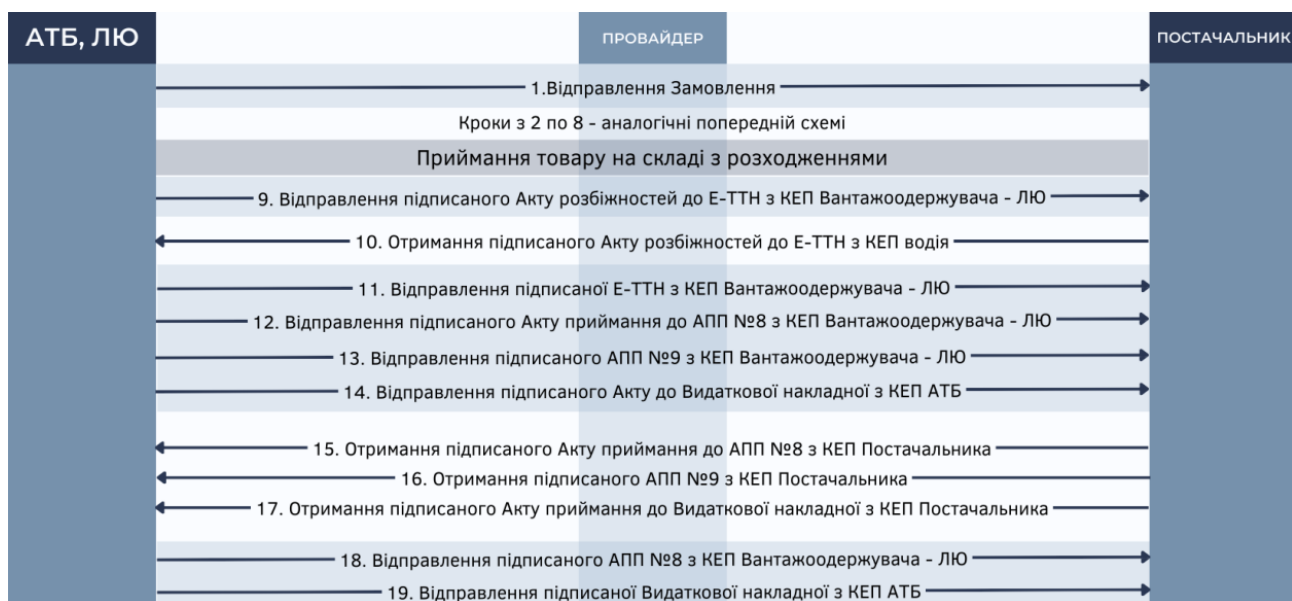 АТБ, ЛЮ
ПРОВАЙДЕР
ПОСТАЧАЛЬНИК
1.Відправлення Замовлення
Кроки з 2 по 8 - аналогічні попередній схемі
Приймання товару на складі з розходженнями
9. Відправлення підписаного Акту розбіжностей до Е-ТТН з КЕП Вантажоодержувача - ЛЮ
10. Отримання підписаного Акту розбіжностей до Е-ТТН з КЕП водія
11. Відправлення підписаної Е-ТТН з КЕП Вантажоодержувача - ЛЮ
12. Відправлення підписаного Акту приймання до АПП №8 з КЕП Вантажоодержувача - ЛЮ
13. Відправлення підписаного АПП №9 з КЕП Вантажоодержувача - ЛЮ
14. Відправлення підписаного Акту до Видаткової накладної з КЕП АТБ
15. Отримання підписаного Акту приймання до АПП №8 з КЕП Постачальника
16. Отримання підписаного АПП №9 з КЕП Постачальника
17. Отримання підписаного Акту приймання до Видаткової накладної з КЕП Постачальника
18. Відправлення підписаного АПП №8 з КЕП Вантажоодержувача - ЛЮ
19. Відправлення підписаної Видаткової накладної з КЕП АТБ